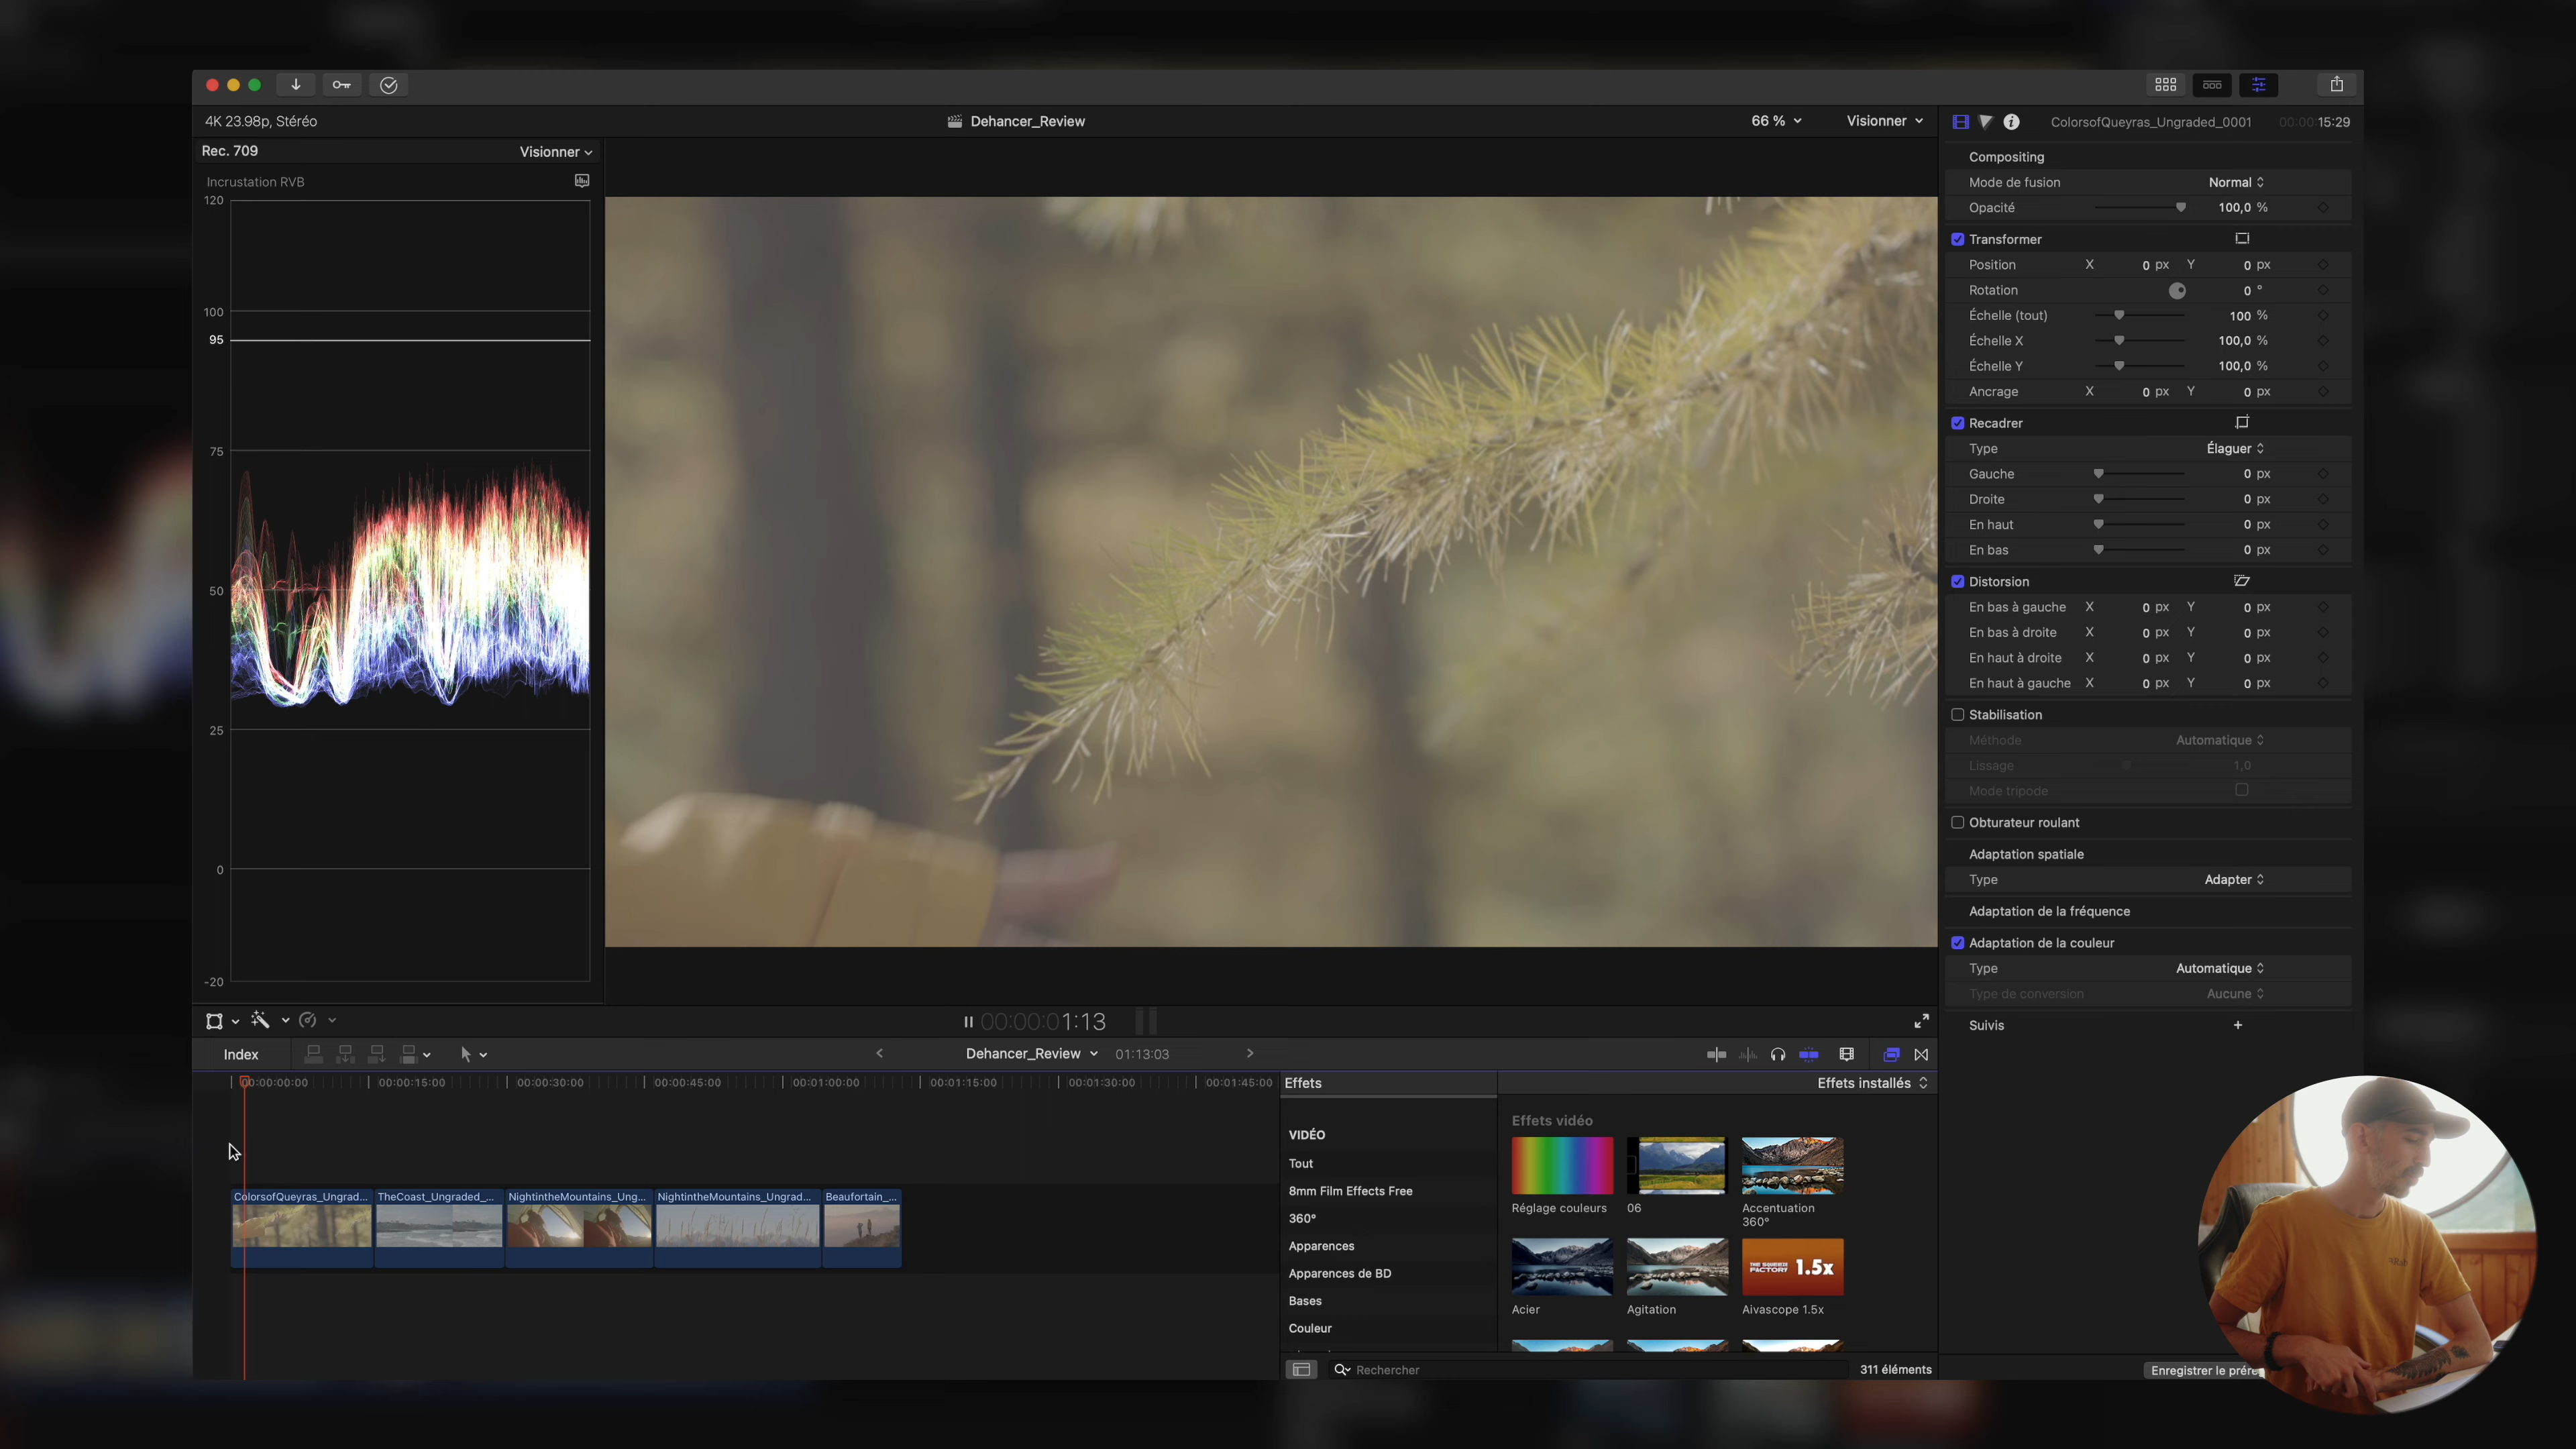 4K 23.98p, Stéréo
Dehancer_Review
66 %
Visionner
ColorsofQueyras_Ungraded_0001
00:00:15:29
Rec. 709
Visionner
Incrustation RVB
120
100
95
75
50
25
0
-20
Compositing
Mode de fusion Normal
Opacité 100,0 %
Transformer
Position X 0 px Y 0 px
Rotation 0 °
Échelle (tout) 100 %
Échelle X 100,0 %
Échelle Y 100,0 %
Ancrage X 0 px Y 0 px
Recadrer
Type Élaguer
Gauche 0 px
Droite 0 px
En haut 0 px
En bas 0 px
Distorsion
En bas à gauche X 0 px Y 0 px
En bas à droite X 0 px Y 0 px
En haut à droite X 0 px Y 0 px
En haut à gauche X 0 px Y 0 px
Stabilisation
Méthode Automatique
Lissage 1,0
Mode tripode
Obturateur roulant
Adaptation spatiale
Type Adapter
Adaptation de la fréquence
Adaptation de la couleur
Type Automatique
Type de conversion Aucune
Suivis +
00:00:01:13
Index
Dehancer_Review 01:13:03
00:00:00:00 00:00:15:00 00:00:30:00 00:00:45:00 00:01:00:00 00:01:15:00 00:01:30:00 00:01:45:00
ColorsofQueyras_Ungrad... TheCoast_Ungraded_... NightintheMountains_Ung... NightintheMountains_Ungrad... Beaufortain_...
Effets
Effets installés
VIDÉO
Tout
8mm Film Effects Free
360°
Apparences
Apparences de BD
Bases
Couleur
Effets vidéo
Réglage couleurs
06
Accentuation
360°
FACTORY 1.5x
Acier
Agitation
Aivascope 1.5x
Rechercher
311 éléments
Enregistrer le prére